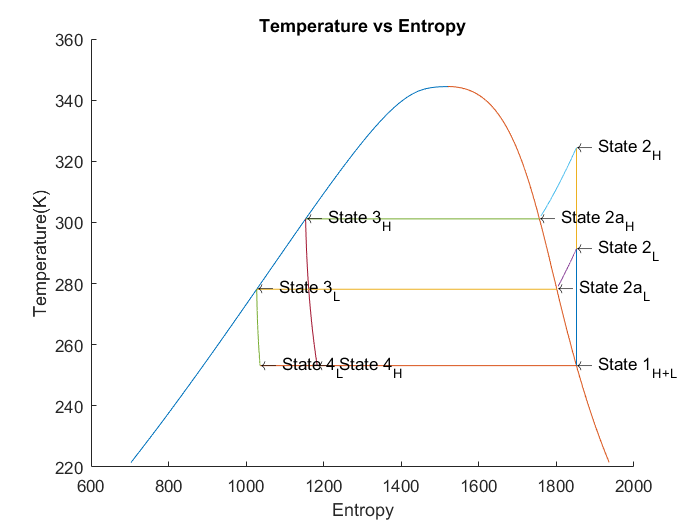 Temperature vs Entropy
360
340
320
300
280
260
240
220
Temperature(K)
State 2H
State 3H
State 2aH
State 2L
State 3L
State 2aL
State 4L
State 4H
State 1H+L
600
800
1000
1200
1400
1600
1800
2000
Entropy